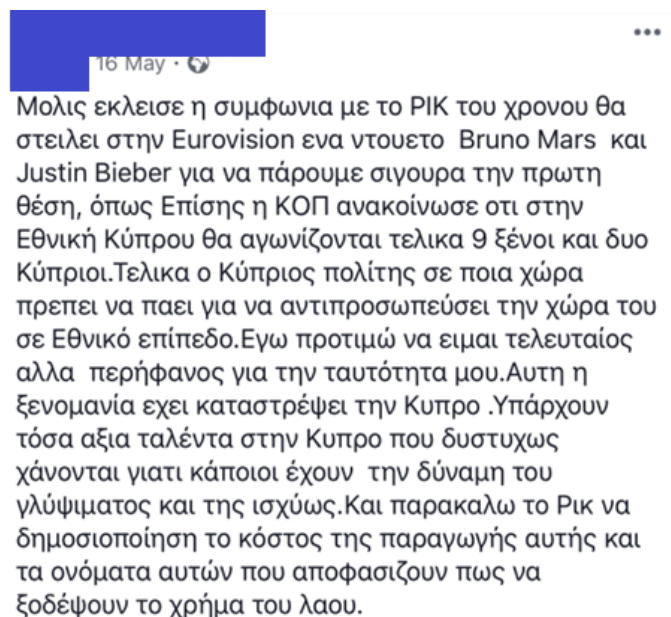 16 May ·
Μολις εκλεισε η συμφωνια με το ΡΙΚ του χρονου θα
στειλει στην Eurovision ενα ντουετο Bruno Mars και
Justin Bieber για να πάρουμε σιγουρα την πρωτη
θέση, όπως Επίσης η ΚΟΠ ανακοίνωσε οτι στην
Εθνική Κύπρου θα αγωνίζονται τελικα 9 ξένοι και δυο
Κύπριοι.Τελικα ο Κύπριος πολίτης σε ποια χώρα
πρεπει να παει για να αντιπροσωπεύσει την χώρα του
σε Εθνικό επίπεδο.Εγω προτιμώ να ειμαι τελευταίος
αλλα περήφανος για την ταυτότητα μου.Αυτη η
ξενομανία εχει καταστρέψει την Κυπρο .Υπάρχουν
τόσα αξια ταλέντα στην Κυπρο που δυστυχως
χάνονται γιατι κάποιοι έχουν την δύναμη του
γλύψιματος και της ισχύως.Και παρακαλω το Ρικ να
δημοσιοποίηση το κόστος της παραγωγής αυτής και
τα ονόματα αυτών που αποφασιζουν πως να
ξοδέψουν το χρήμα του λαου.